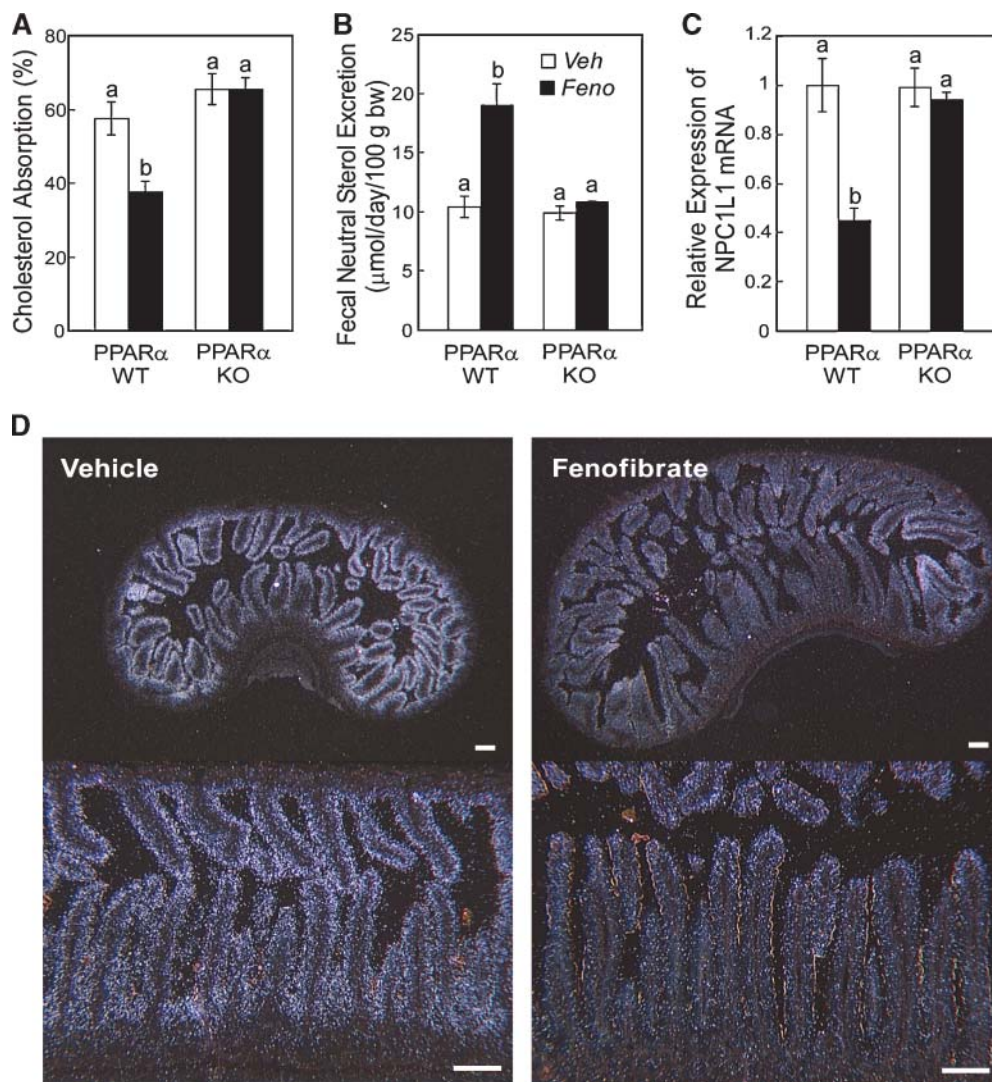 A
Cholesterol Absorption (%)
80
60
40
20
0
a
b
a
a
PPARα
WT
PPARα
KO
B
Fecal Neutral Sterol Excretion
(μmol/day/100 g bw)
25
20
15
10
5
0
a
b
a
a
Veh
Feno
PPARα
WT
PPARα
KO
C
Relative Expression of
NPC1L1 mRNA
1.2
1
0.8
0.6
0.4
0.2
0
a
b
a
a
PPARα
WT
PPARα
KO
D
Vehicle
Fenofibrate